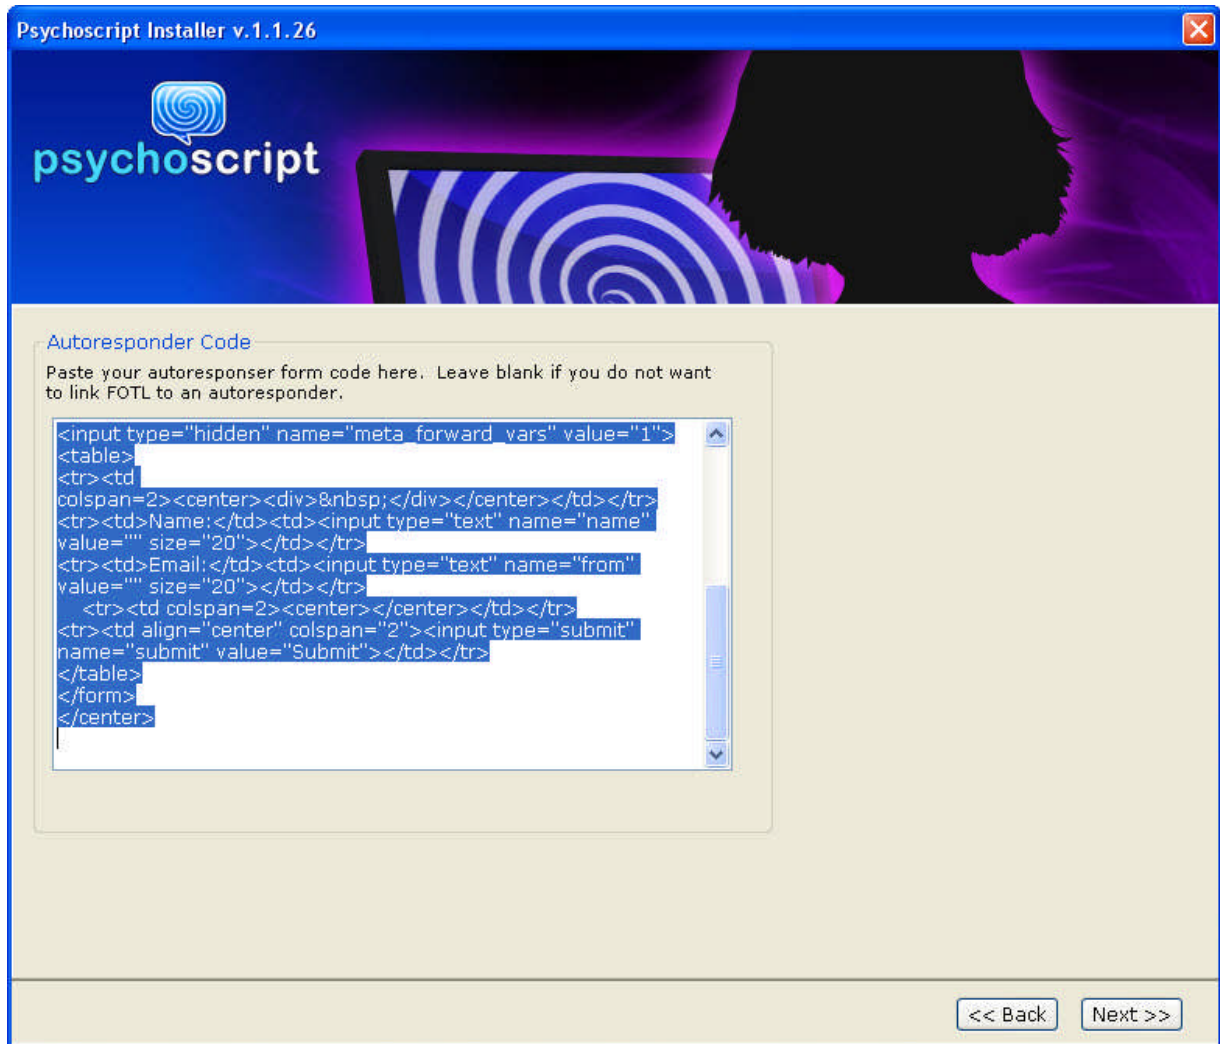 Psychoscript Installer v.1.1.26
psychoscript
Autoresponder Code
Paste your autoresponser form code here.  Leave blank if you do not want
to link FOTL to an autoresponder.
<input type="hidden" name="meta_forward_vars" value="1">
<table>
<tr><td
colspan=2><center><div>&nbsp;</div></center></td></tr>
<tr><td>Name:</td><td><input type="text" name="name"
value="" size="20"></td></tr>
<tr><td>Email:</td><td><input type="text" name="from"
value="" size="20"></td></tr>
    <tr><td colspan=2><center></center></td></tr>
<tr><td align="center" colspan="2"><input type="submit"
name="submit" value="Submit"></td></tr>
</table>
</form>
</center>
<< Back Next >>